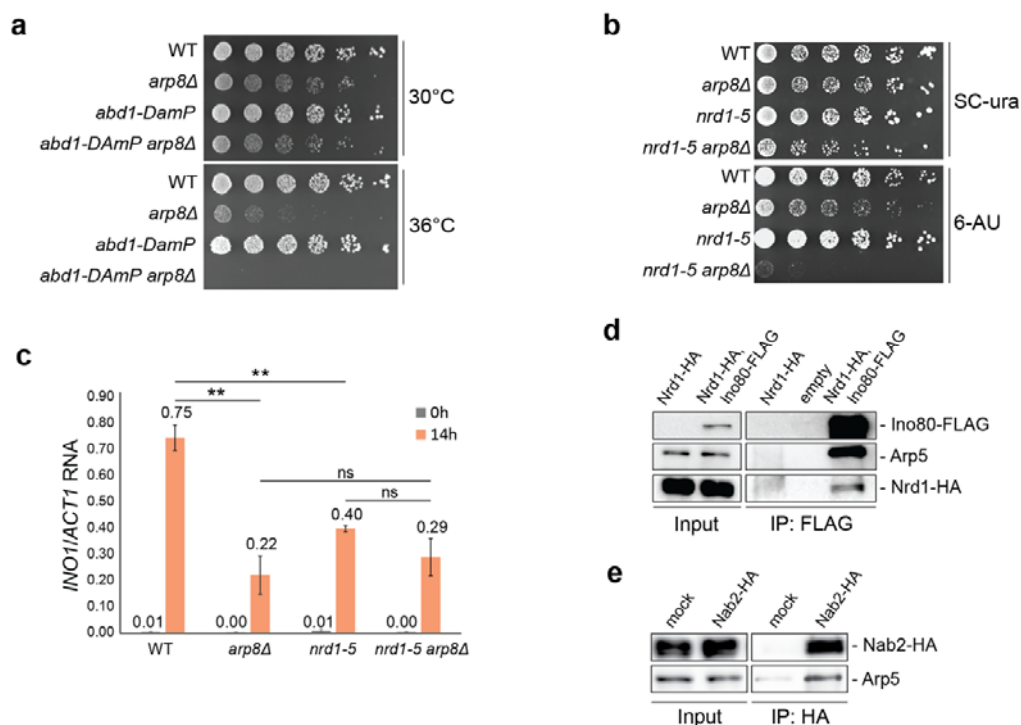 a
WT
arp8Δ
abd1-DamP
abd1-DAmP arp8Δ
30°C
WT
arp8Δ
abd1-DamP
abd1-DAmP arp8Δ
36°C
b
WT
arp8Δ
nrd1-5
nrd1-5 arp8Δ
SC-ura
WT
arp8Δ
nrd1-5
nrd1-5 arp8Δ
6-AU
c
INO1/ACT1 RNA
0.90
0.80
0.70
0.60
0.50
0.40
0.30
0.20
0.10
0.00
**
**
ns
ns
0h
14h
0.01
0.75
0.00
0.22
0.01
0.40
0.00
0.29
WT
arp8Δ
nrd1-5
nrd1-5 arp8Δ
d
Nrd1-HA
Nrd1-HA,
Ino80-FLAG
Nrd1-HA
empty
Nrd1-HA,
Ino80-FLAG
- Ino80-FLAG
- Arp5
- Nrd1-HA
Input
IP: FLAG
e
mock
Nab2-HA
mock
Nab2-HA
- Nab2-HA
- Arp5
Input
IP: HA